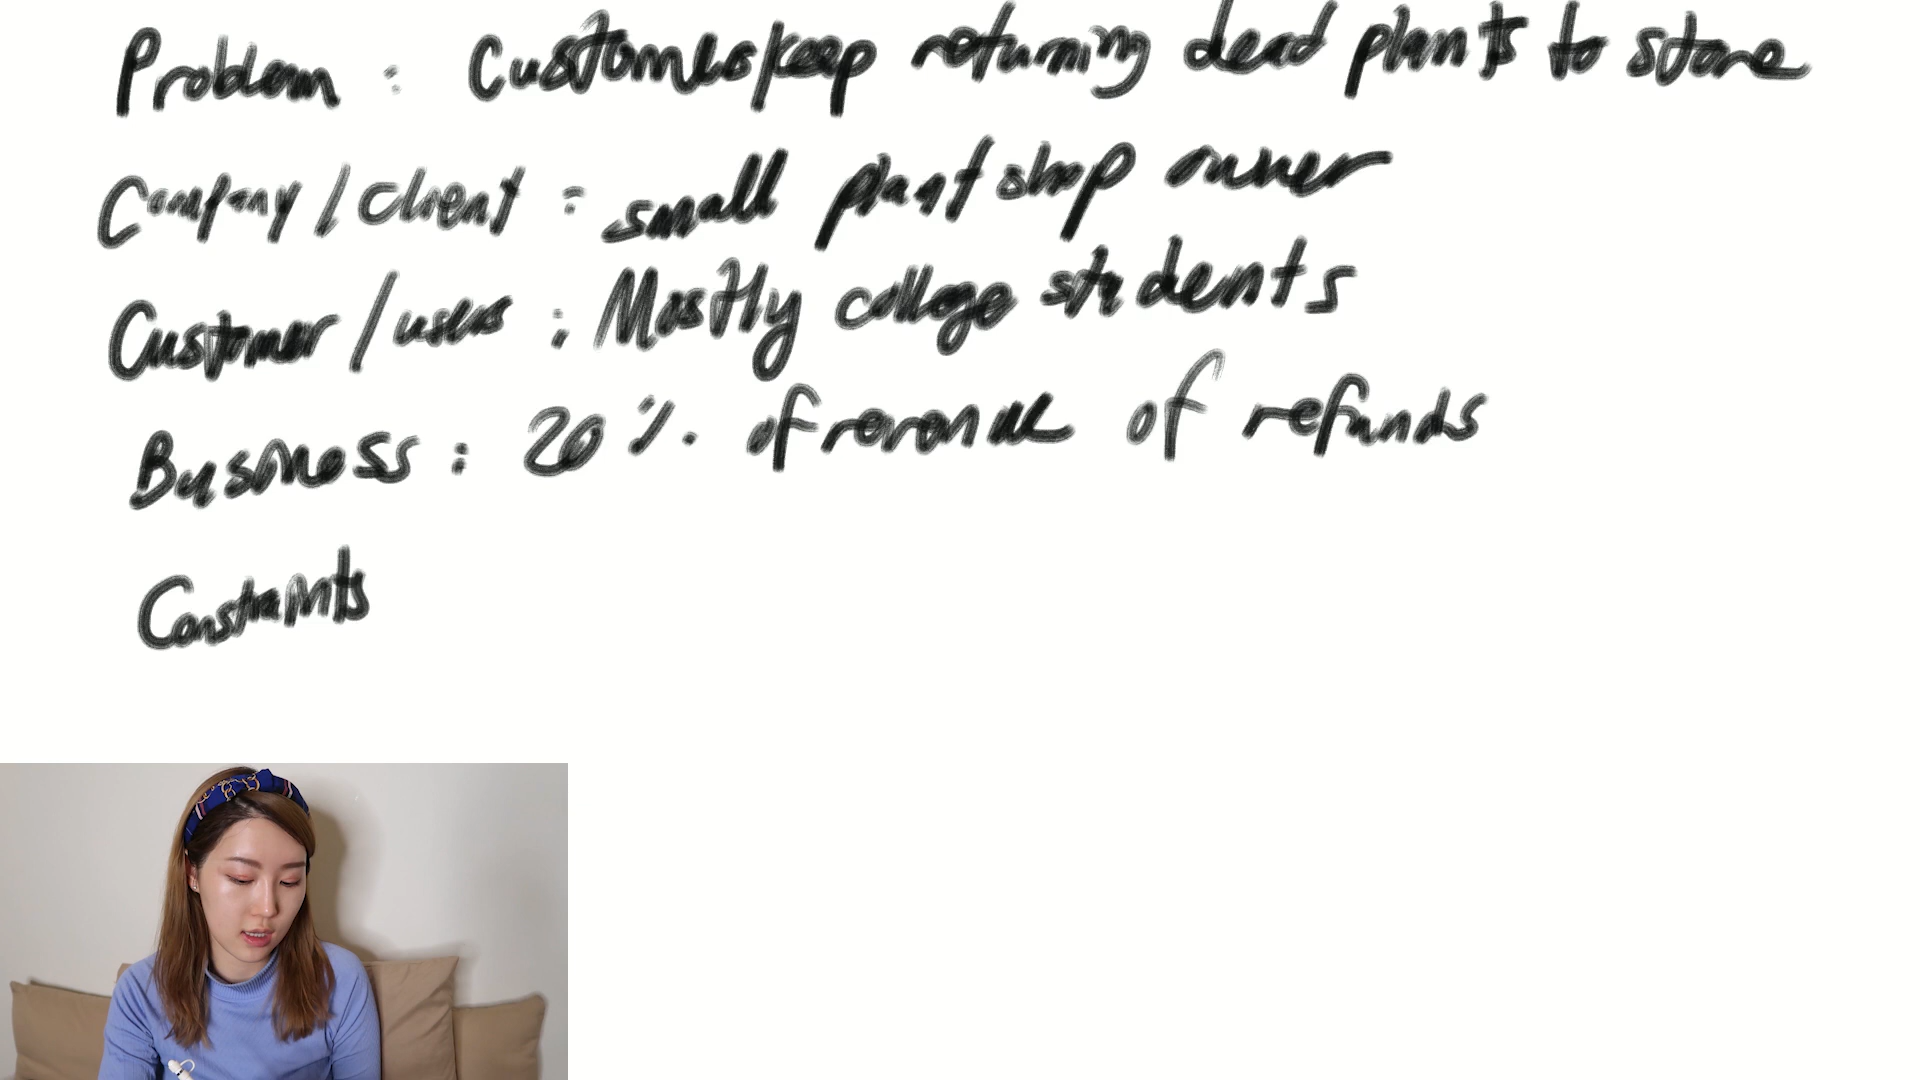 Problem : Customers keep returning dead plants to store
Company / client : small plant shop owner
Customer / users : Mostly college students
Business : 20% of revenue of refunds
Constraints